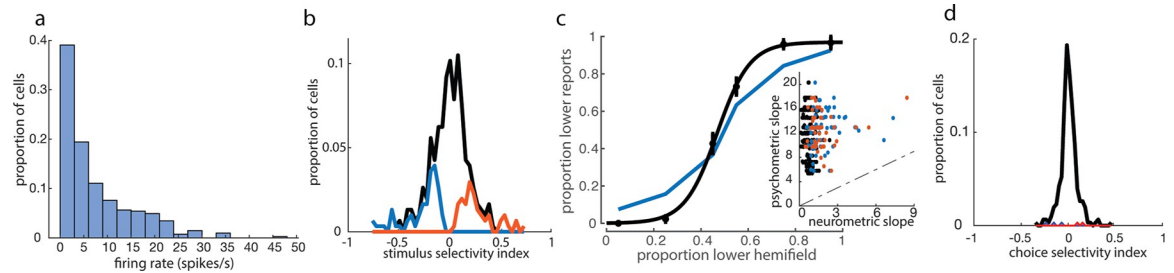 a
0.4
0.3
0.2
0.1
0
0 5 10 15 20 25 30 35 40 45 50
proportion of cells
firing rate (spikes/s)
b
0.1
0.05
0
-1 -0.5 0 0.5 1
proportion of cells
stimulus selectivity index
c
1
0.8
0.6
0.4
0.2
0
0 0.2 0.4 0.6 0.8 1
proportion lower reports
proportion lower hemifield
20
16
12
8
4
0
0 3 6 9
psychometric slope
neurometric slope
d
0.2
0.1
0
-1 -0.5 0 0.5 1
proportion of cells
choice selectivity index